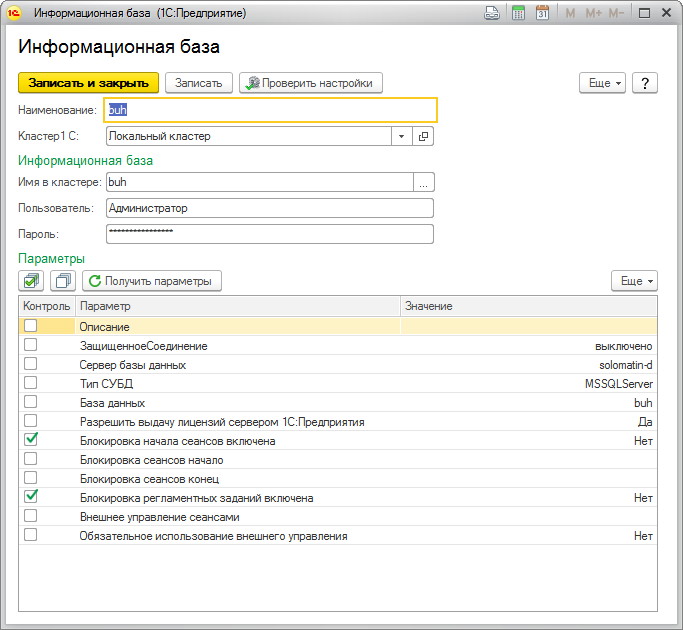 1С Информационная база (1С:Предприятие) 31 M M+ M-
Информационная база
Записать и закрыть Записать Проверить настройки Еще ?
Наименование: buh
Кластер1 С: Локальный кластер
Информационная база
Имя в кластере: buh ...
Пользователь: Администратор
Пароль: ****************
Параметры
Получить параметры Еще
Контроль Параметр Значение
Описание
ЗащищенноеСоединение выключено
Сервер базы данных solomatin-d
Тип СУБД MSSQLServer
База данных buh
Разрешить выдачу лицензий сервером 1С:Предприятия Да
Блокировка начала сеансов включена Нет
Блокировка сеансов начало
Блокировка сеансов конец
Блокировка регламентных заданий включена Нет
Внешнее управление сеансами
Обязательное использование внешнего управления Нет